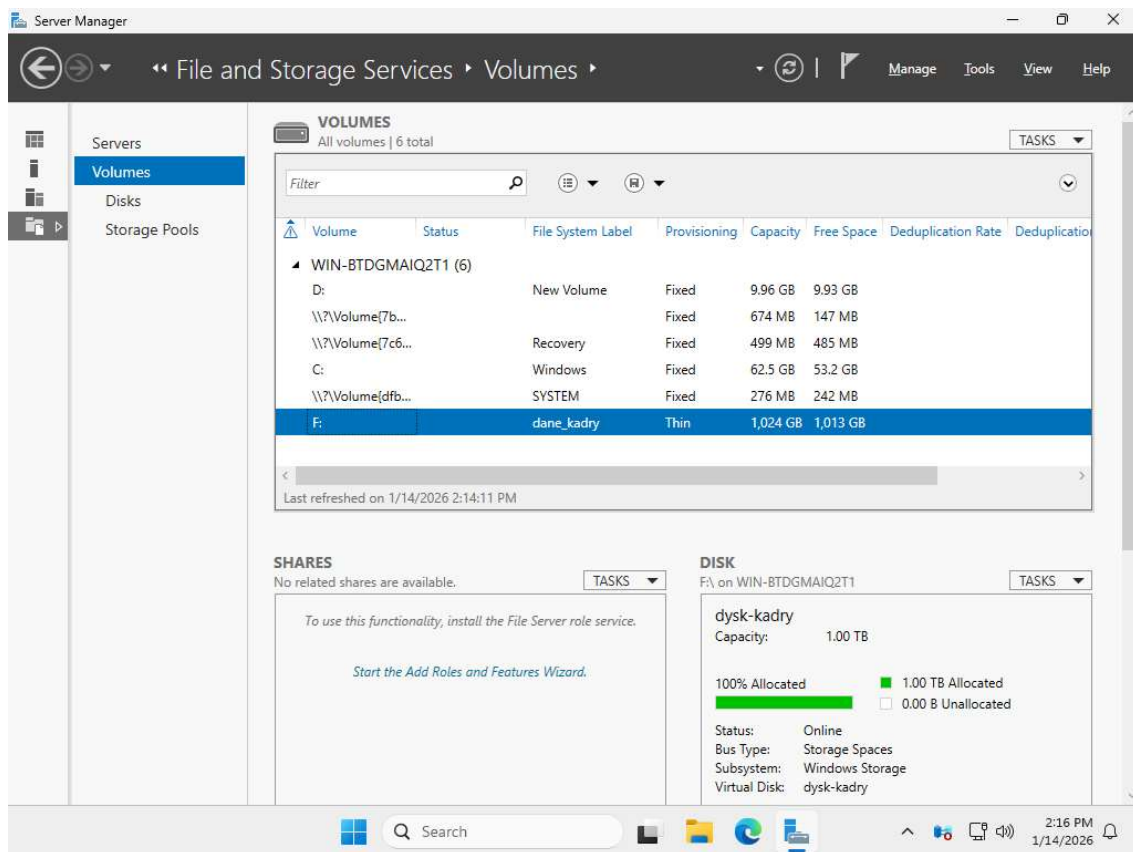 Server Manager
File and Storage Services Volumes
Manage Tools View Help
Servers
Volumes
Disks
Storage Pools
VOLUMES
All volumes | 6 total
TASKS
Filter
Volume Status File System Label Provisioning Capacity Free Space Deduplication Rate Deduplication
WIN-BTDGMAIQ2T1 (6)
D: New Volume Fixed 9.96 GB 9.93 GB
\\?\Volume{7b... Fixed 674 MB 147 MB
\\?\Volume{7c6... Recovery Fixed 499 MB 485 MB
C: Windows Fixed 62.5 GB 53.2 GB
\\?\Volume{dfb... SYSTEM Fixed 276 MB 242 MB
F: dane_kadry Thin 1,024 GB 1,013 GB
Last refreshed on 1/14/2026 2:14:11 PM
SHARES
No related shares are available.
TASKS
To use this functionality, install the File Server role service.
Start the Add Roles and Features Wizard.
DISK
F:\ on WIN-BTDGMAIQ2T1
TASKS
dysk-kadry
Capacity: 1.00 TB
100% Allocated
1.00 TB Allocated
0.00 B Unallocated
Status: Online
Bus Type: Storage Spaces
Subsystem: Windows Storage
Virtual Disk: dysk-kadry
Search
2:16 PM
1/14/2026